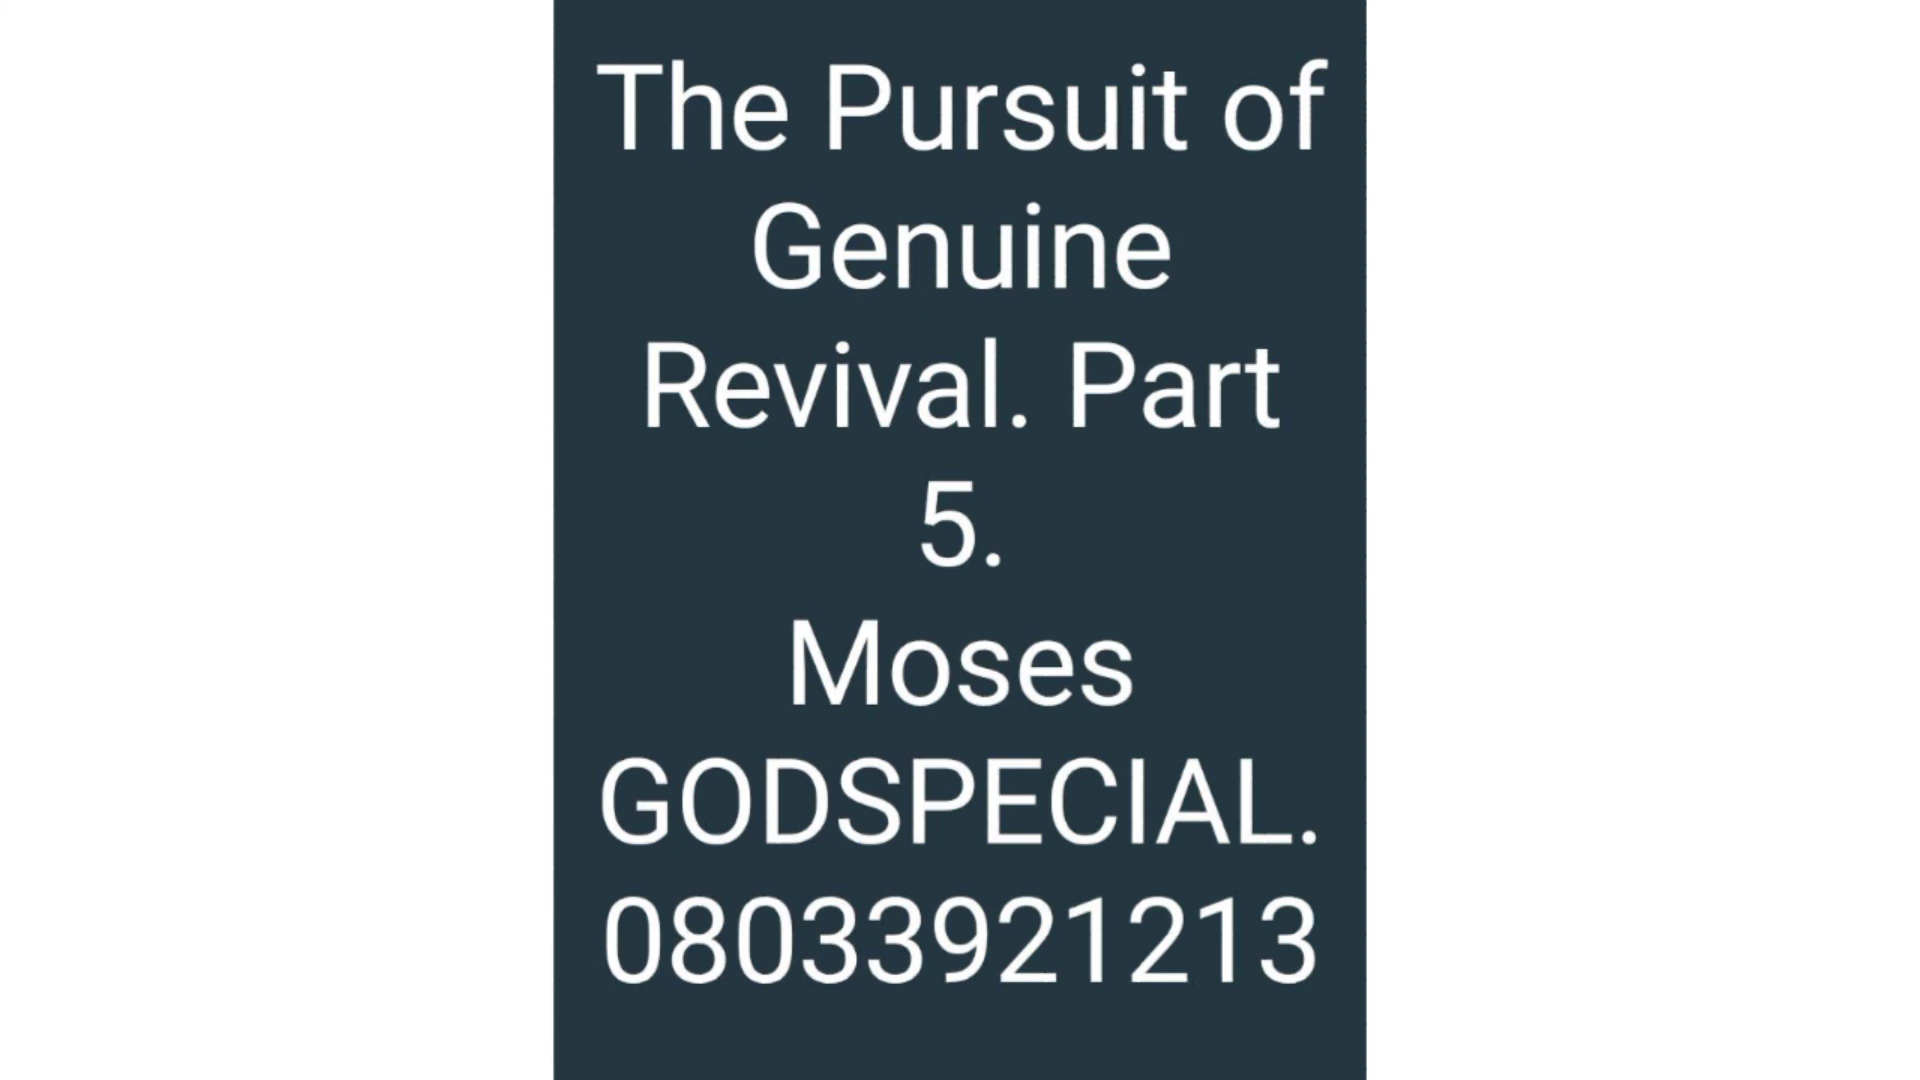 The Pursuit of
Genuine
Revival. Part
5.
Moses
GODSPECIAL.
08033921213